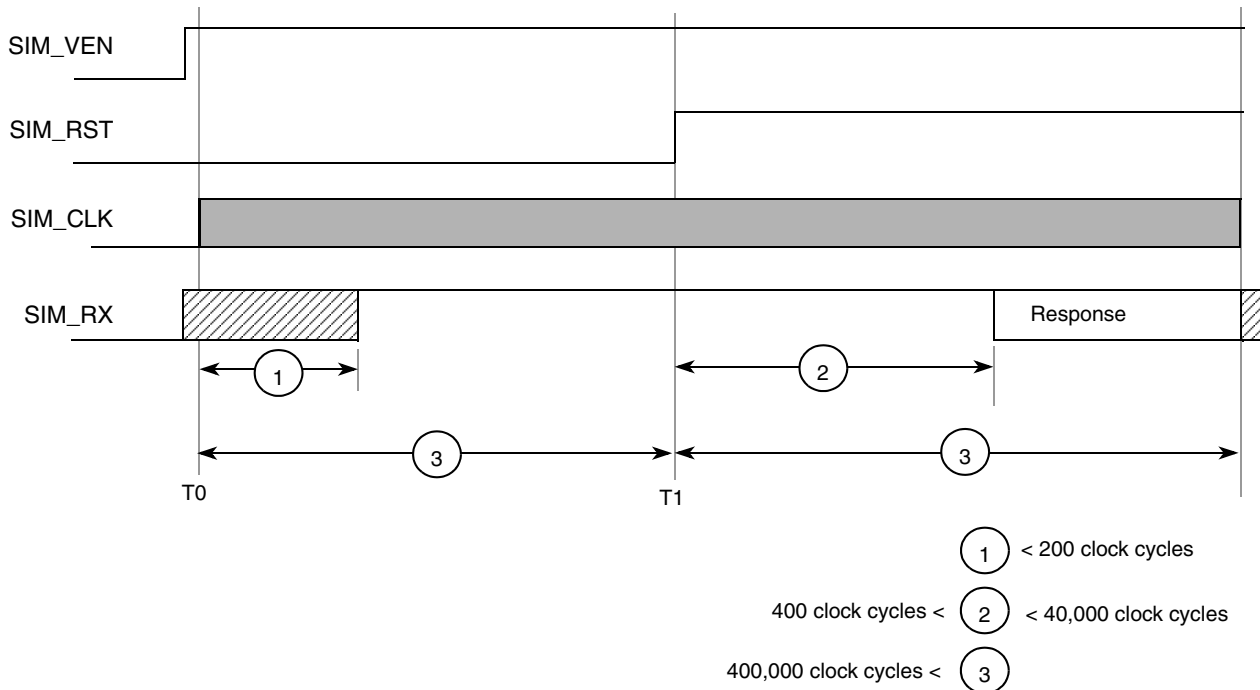 SIM_VEN
SIM_RST
SIM_CLK
SIM_RX
Response
1
2
3
3
T0
T1
1 < 200 clock cycles
400 clock cycles < 2 < 40,000 clock cycles
400,000 clock cycles < 3